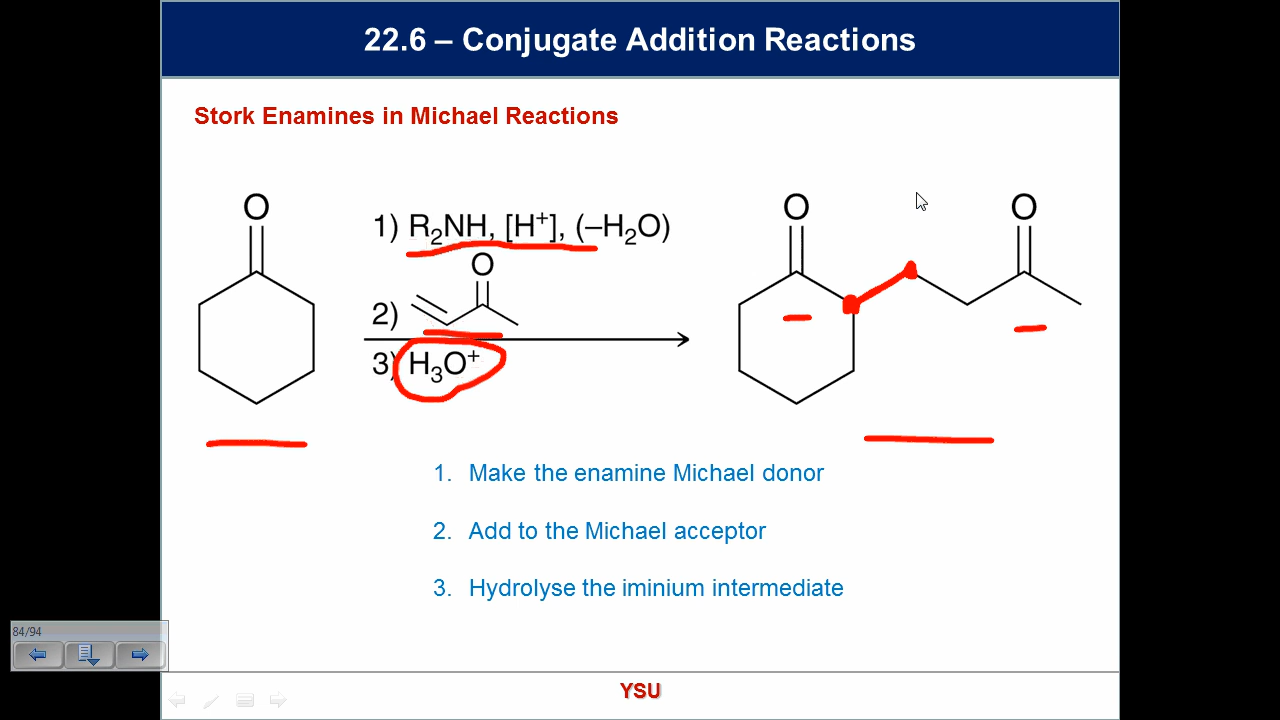 22.6 – Conjugate Addition Reactions
Stork Enamines in Michael Reactions
O
1) R₂NH, [H⁺], (–H₂O)
O
2)
3) H₃O⁺
O
O
1. Make the enamine Michael donor
2. Add to the Michael acceptor
3. Hydrolyse the iminium intermediate
84/94
YSU